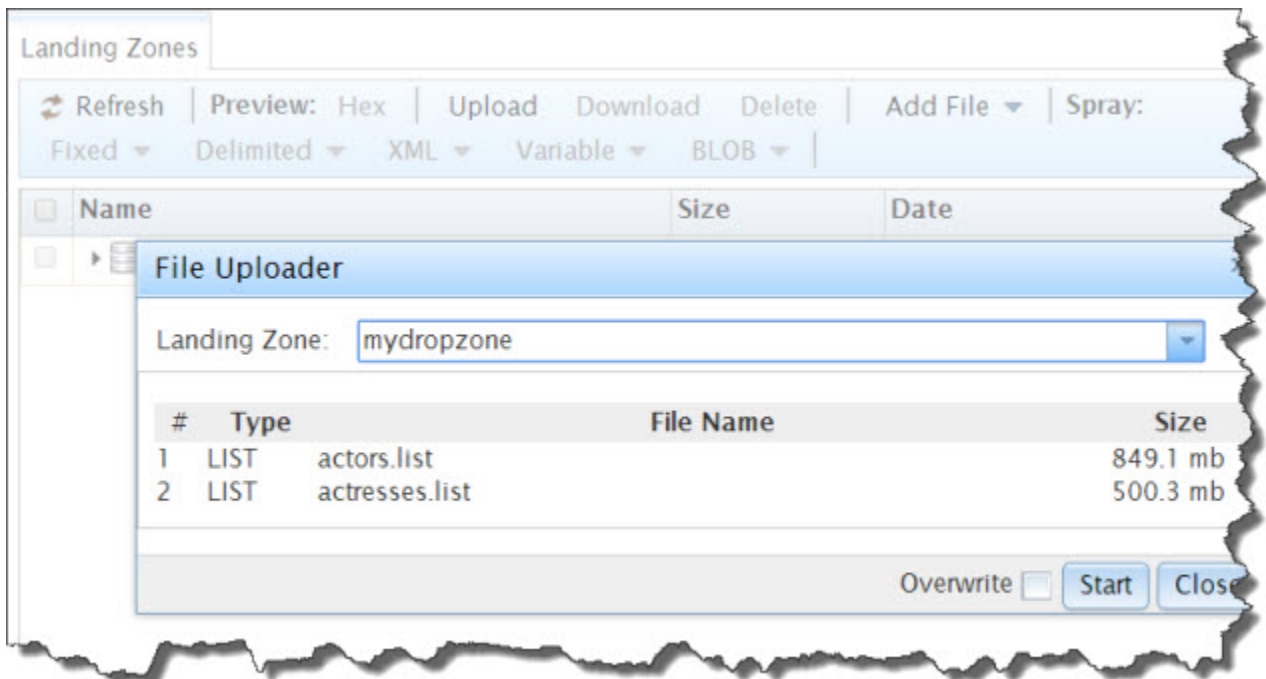 Landing Zones
Refresh Preview: Hex Upload Download Delete Add File Spray:
Fixed Delimited XML Variable BLOB
Name Size Date
File Uploader
Landing Zone: mydropzone
# Type File Name Size
1 LIST actors.list 849.1 mb
2 LIST actresses.list 500.3 mb
Overwrite Start Close